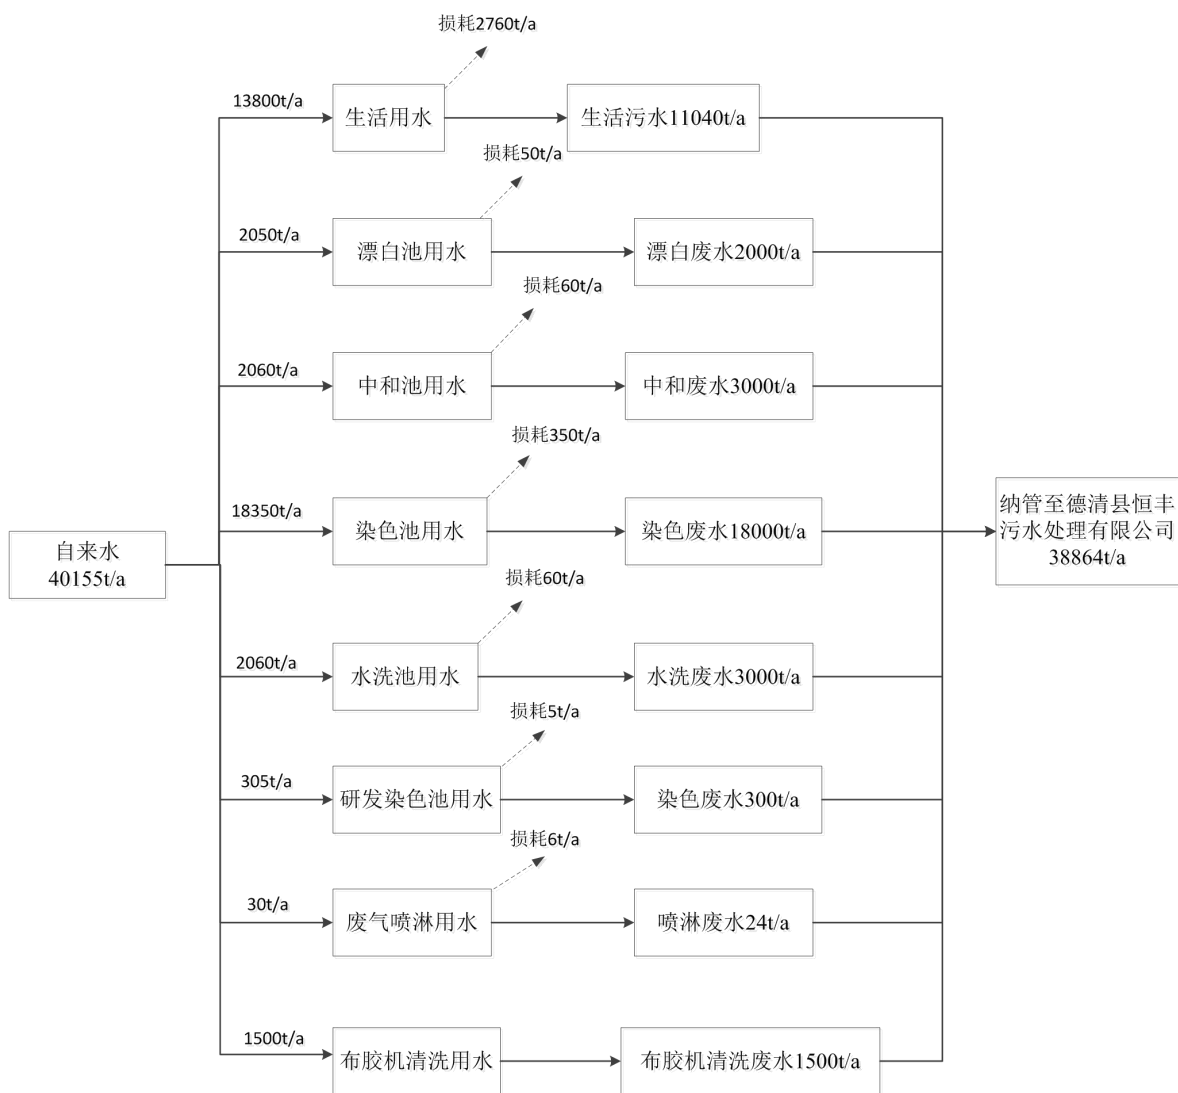 损耗2760t/a
13800t/a
生活用水
生活污水11040t/a
损耗50t/a
2050t/a
漂白池用水
漂白废水2000t/a
损耗60t/a
2060t/a
中和池用水
中和废水3000t/a
损耗350t/a
18350t/a
染色池用水
染色废水18000t/a
自来水
40155t/a
纳管至德清县恒丰
污水处理有限公司
38864t/a
损耗60t/a
2060t/a
水洗池用水
水洗废水3000t/a
损耗5t/a
305t/a
研发染色池用水
染色废水300t/a
损耗6t/a
30t/a
废气喷淋用水
喷淋废水24t/a
1500t/a
布胶机清洗用水
布胶机清洗废水1500t/a